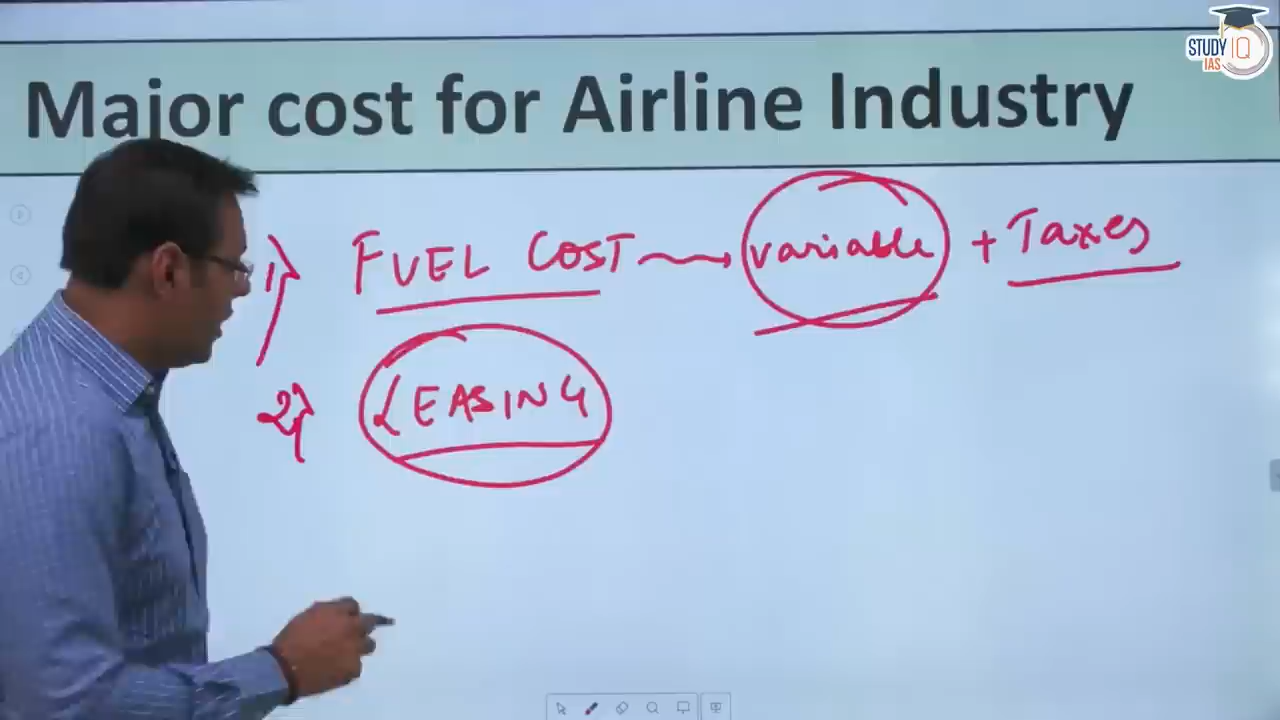 STUDY IQ
IAS
Major cost for Airline Industry
1) FUEL COST → variable + Taxes
2) LEASING